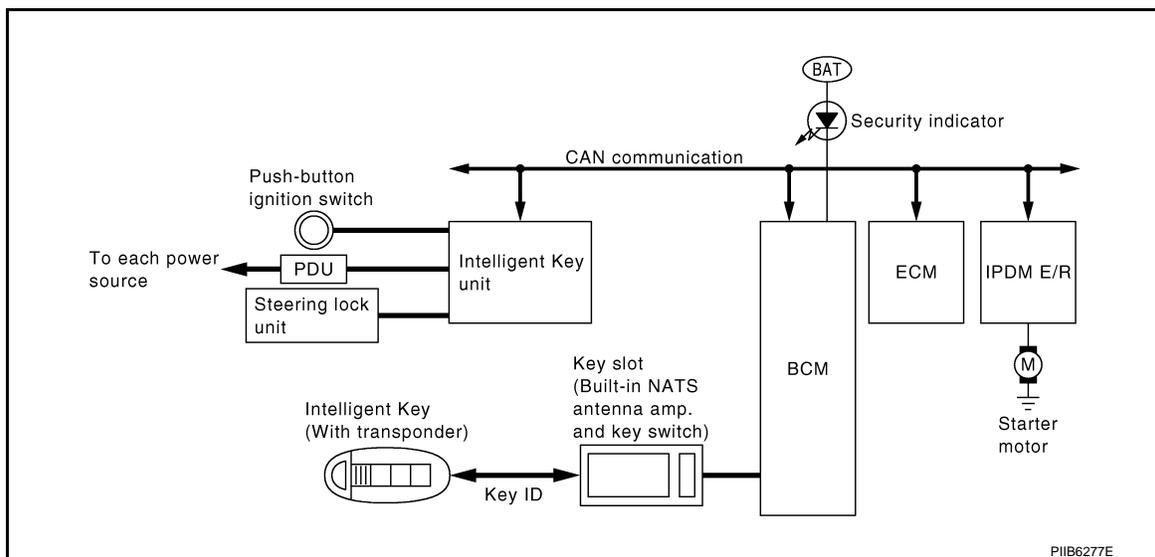 BAT
Security indicator
CAN communication
Push-button
ignition switch
To each power
source
PDU
Intelligent Key
unit
Steering lock
unit
ECM
IPDM E/R
BCM
M
Starter
motor
Key slot
(Built-in NATS
antenna amp.
and key switch)
Intelligent Key
(With transponder)
Key ID
PIIB6277E